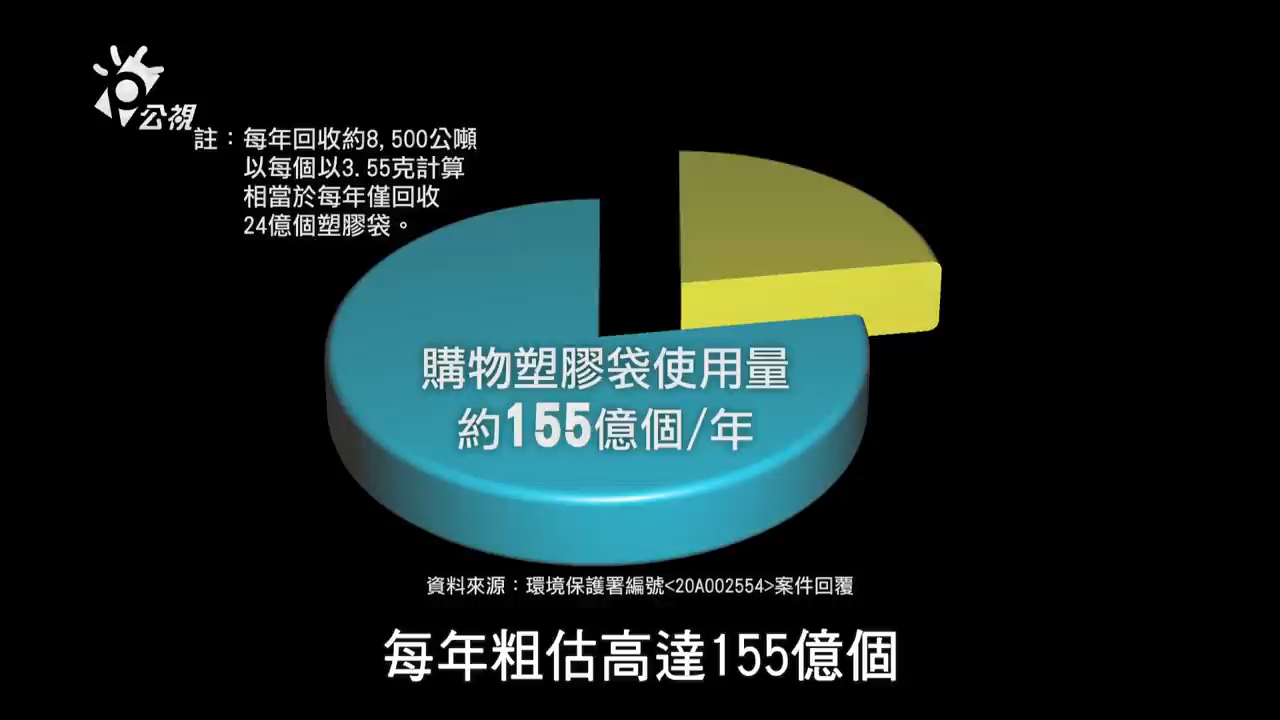 公視
註：每年回收約8,500公噸
以每個以3.55克計算
相當於每年僅回收
24億個塑膠袋。
購物塑膠袋使用量
約155億個/年
資料來源：環境保護署編號<20A002554>案件回覆
每年粗估高達155億個